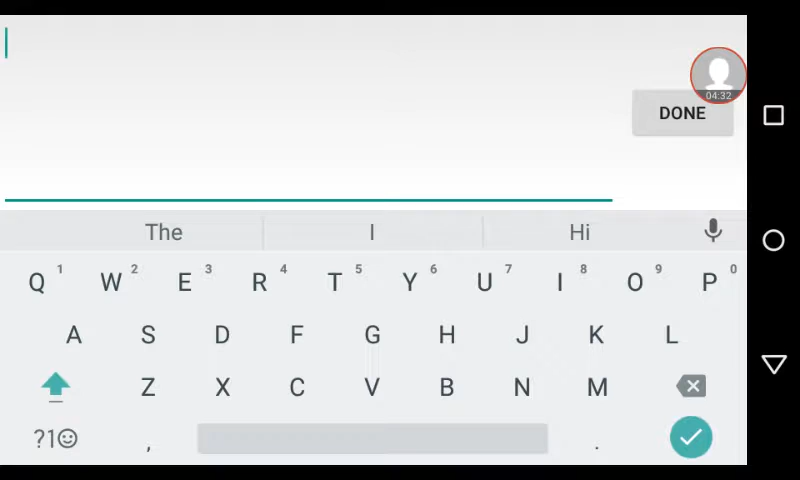 04:32
DONE
The I Hi
Q 1 W 2 E 3 R 4 T 5 Y 6 U 7 I 8 O 9 P 0
A S D F G H J K L
Z X C V B N M
?1☺ , .